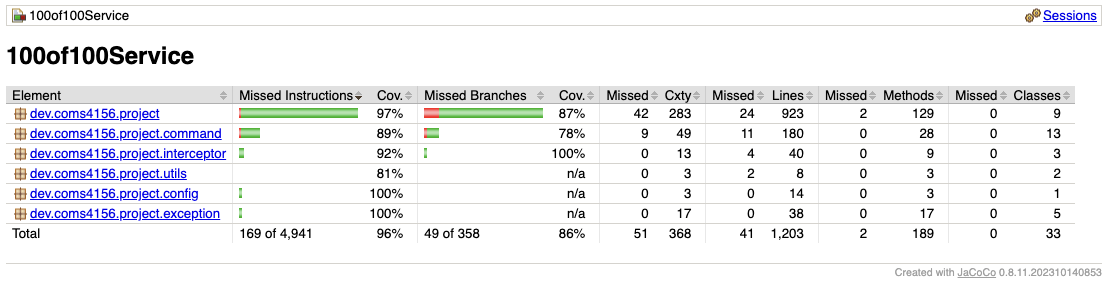 100of100Service Sessions
100of100Service
Element Missed Instructions Cov. Missed Branches Cov. Missed Cxty Missed Lines Missed Methods Missed Classes
dev.coms4156.project 97% 87% 42 283 24 923 2 129 0 9
dev.coms4156.project.command 89% 78% 9 49 11 180 0 28 0 13
dev.coms4156.project.interceptor 92% 100% 0 13 4 40 0 9 0 3
dev.coms4156.project.utils 81% n/a 0 3 2 8 0 3 0 2
dev.coms4156.project.config 100% n/a 0 3 0 14 0 3 0 1
dev.coms4156.project.exception 100% n/a 0 17 0 38 0 17 0 5
Total 169 of 4,941 96% 49 of 358 86% 51 368 41 1,203 2 189 0 33
Created with JaCoCo 0.8.11.202310140853